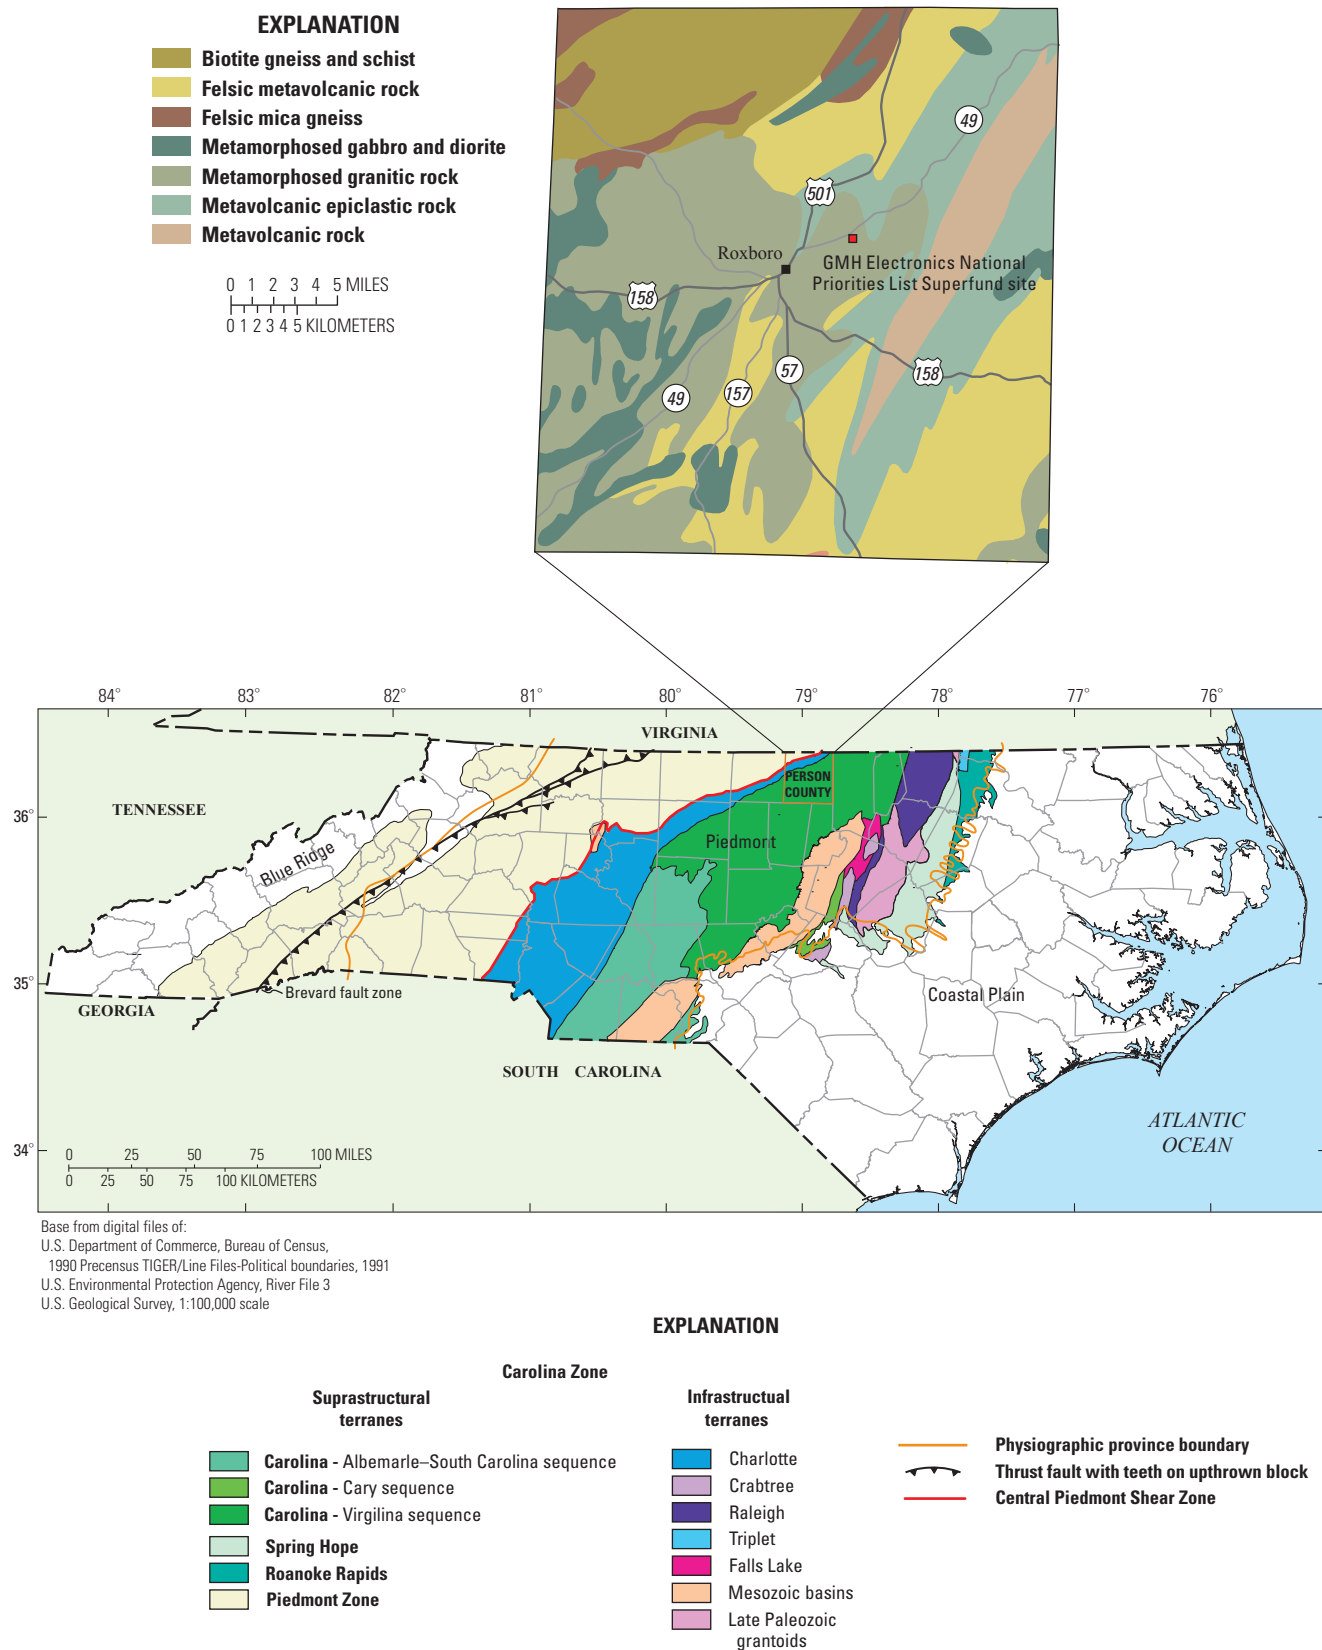 EXPLANATION
Biotite gneiss and schist
Felsic metavolcanic rock
Felsic mica gneiss
Metamorphosed gabbro and diorite
Metamorphosed granitic rock
Metavolcanic epiclastic rock
Metavolcanic rock
0 1 2 3 4 5 MILES
0 1 2 3 4 5 KILOMETERS
49
501
Roxboro
GMH Electronics National
Priorities List Superfund site
158
57
158
49
157
84° 83° 82° 81° 80° 79° 78° 77° 76°
VIRGINIA
TENNESSEE
PERSON
COUNTY
36°
Piedmont
Blue Ridge
35°
Brevard fault zone
Coastal Plain
GEORGIA
SOUTH CAROLINA
ATLANTIC
OCEAN
34°
0 25 50 75 100 MILES
0 25 50 75 100 KILOMETERS
Base from digital files of:
U.S. Department of Commerce, Bureau of Census,
1990 Precensus TIGER/Line Files-Political boundaries, 1991
U.S. Environmental Protection Agency, River File 3
U.S. Geological Survey, 1:100,000 scale
EXPLANATION
Carolina Zone
Suprastructural
terranes
Carolina - Albemarle–South Carolina sequence
Carolina - Cary sequence
Carolina - Virgilina sequence
Spring Hope
Roanoke Rapids
Piedmont Zone
Infrastructual
terranes
Charlotte
Crabtree
Raleigh
Triplet
Falls Lake
Mesozoic basins
Late Paleozoic
grantoids
Physiographic province boundary
Thrust fault with teeth on upthrown block
Central Piedmont Shear Zone